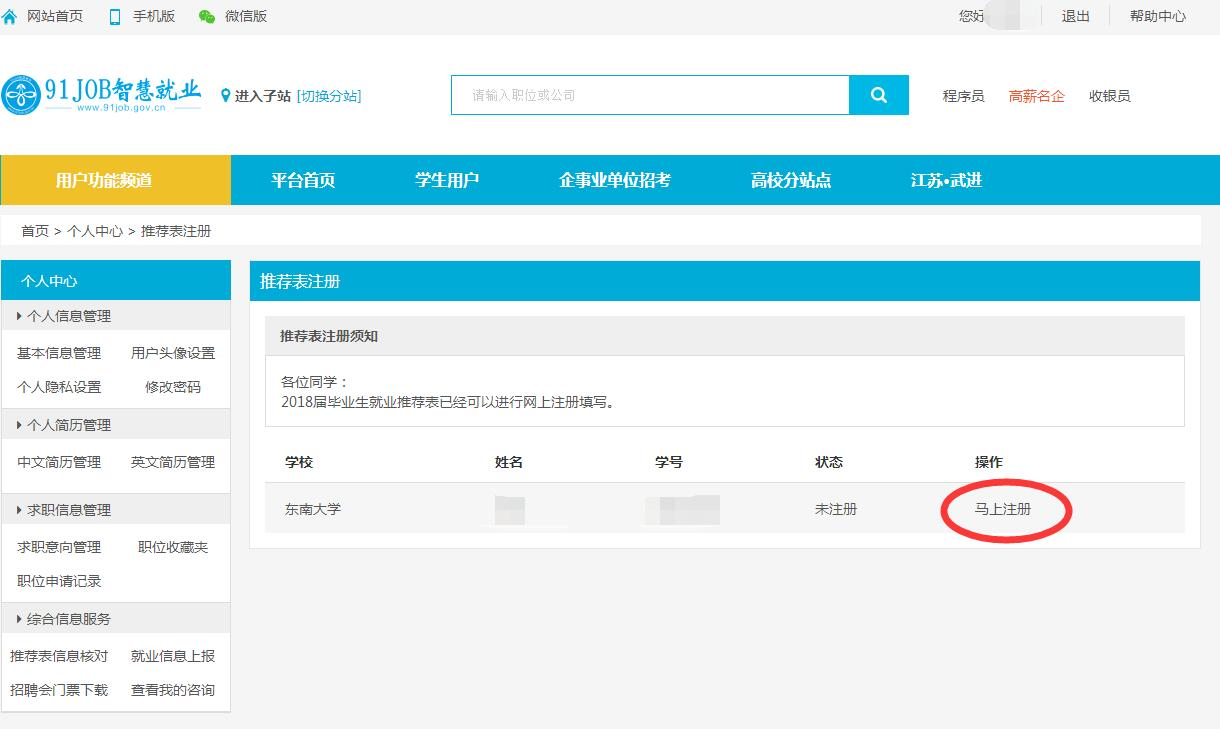 网站首页 手机版 微信版 您好 退出 帮助中心
91JOB智慧就业
www.91job.gov.cn
进入子站 [切换分站]
请输入职位或公司
程序员 高薪名企 收银员
用户功能频道 平台首页 学生用户 企事业单位招考 高校分站点 江苏•武进
首页 > 个人中心 > 推荐表注册
个人中心
个人信息管理
基本信息管理 用户头像设置
个人隐私设置 修改密码
个人简历管理
中文简历管理 英文简历管理
求职信息管理
求职意向管理 职位收藏夹
职位申请记录
综合信息服务
推荐表信息核对 就业信息上报
招聘会门票下载 查看我的咨询
推荐表注册
推荐表注册须知
各位同学：
2018届毕业生就业推荐表已经可以进行网上注册填写。
学校 姓名 学号 状态 操作
东南大学 未注册 马上注册